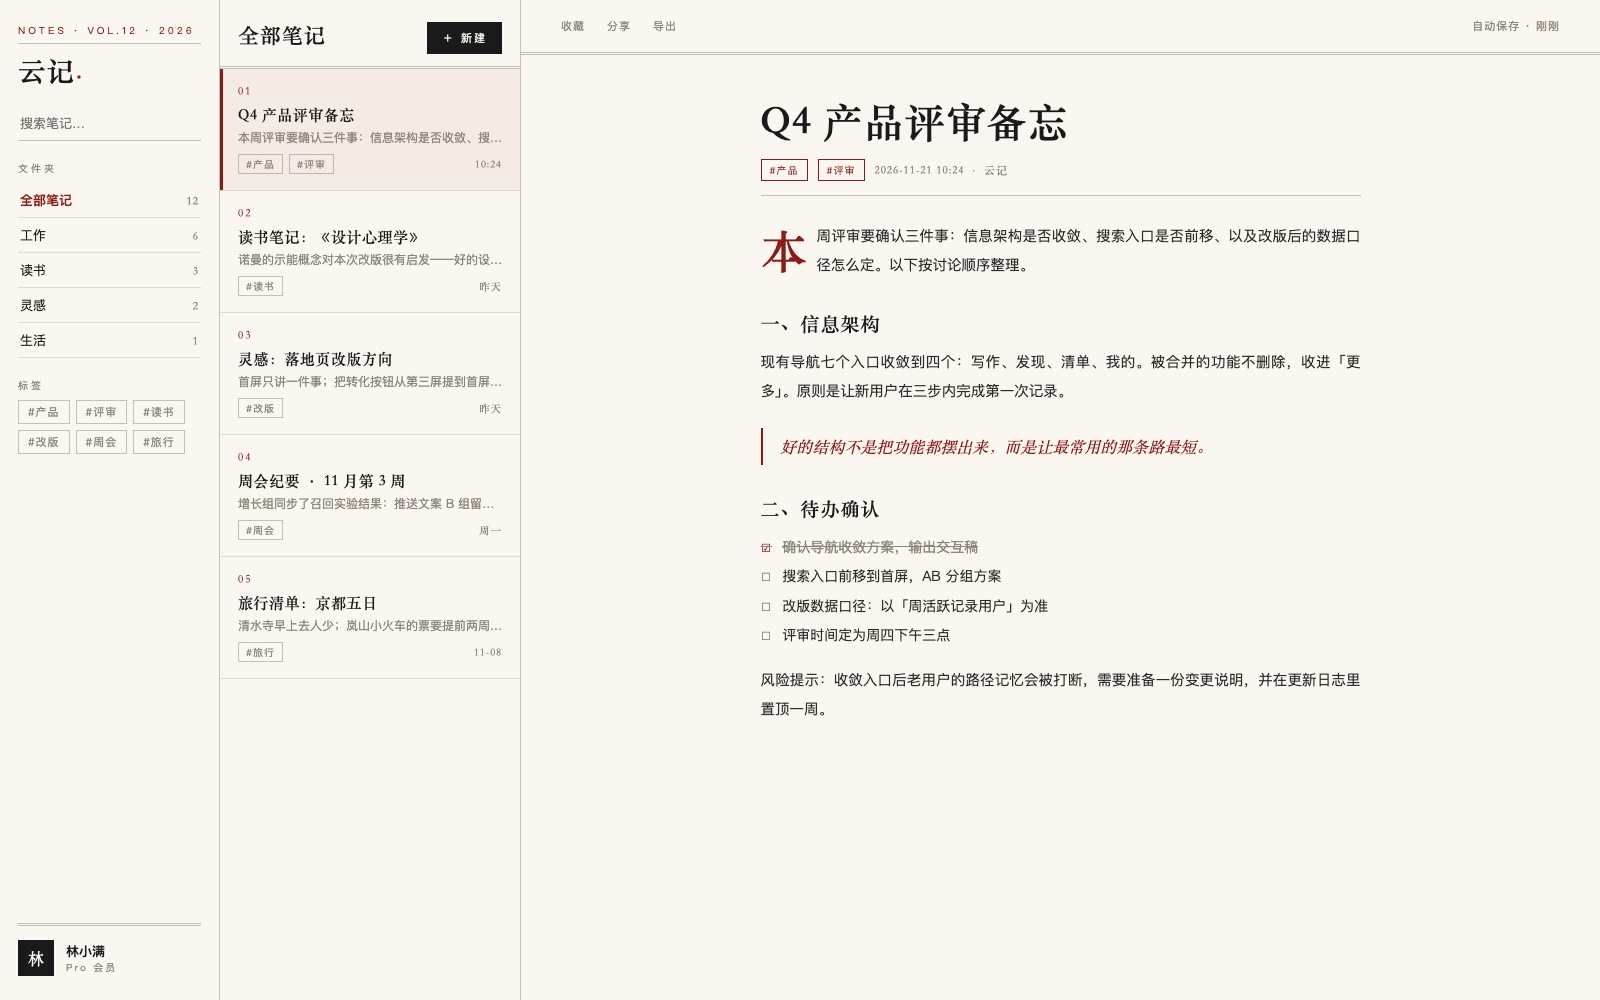 NOTES · VOL.12 · 2026
云记.
搜索笔记...
文件夹
全部笔记 12
工作 6
读书 3
灵感 2
生活 1
标签
#产品 #评审 #读书
#改版 #周会 #旅行
林
林小满
Pro 会员
全部笔记
+ 新建
01
Q4 产品评审备忘
本周评审要确认三件事：信息架构是否收敛、搜...
#产品 #评审 10:24
02
读书笔记：《设计心理学》
诺曼的示能概念对本次改版很有启发——好的设...
#读书 昨天
03
灵感：落地页改版方向
首屏只讲一件事；把转化按钮从第三屏提到首屏...
#改版 昨天
04
周会纪要 · 11 月第 3 周
增长组同步了召回实验结果：推送文案 B 组留...
#周会 周一
05
旅行清单：京都五日
清水寺早上去人少；岚山小火车的票要提前两周...
#旅行 11-08
收藏 分享 导出
自动保存 · 刚刚
Q4 产品评审备忘
#产品 #评审 2026-11-21 10:24 · 云记
本周评审要确认三件事：信息架构是否收敛、搜索入口是否前移、以及改版后的数据口
径怎么定。以下按讨论顺序整理。
一、信息架构
现有导航七个入口收敛到四个：写作、发现、清单、我的。被合并的功能不删除，收进「更
多」。原则是让新用户在三步内完成第一次记录。
好的结构不是把功能都摆出来，而是让最常用的那条路最短。
二、待办确认
☑ 确认导航收敛方案，输出交互稿
☐ 搜索入口前移到首屏，AB 分组方案
☐ 改版数据口径：以「周活跃记录用户」为准
☐ 评审时间定为周四下午三点
风险提示：收敛入口后老用户的路径记忆会被打断，需要准备一份变更说明，并在更新日志里
置顶一周。